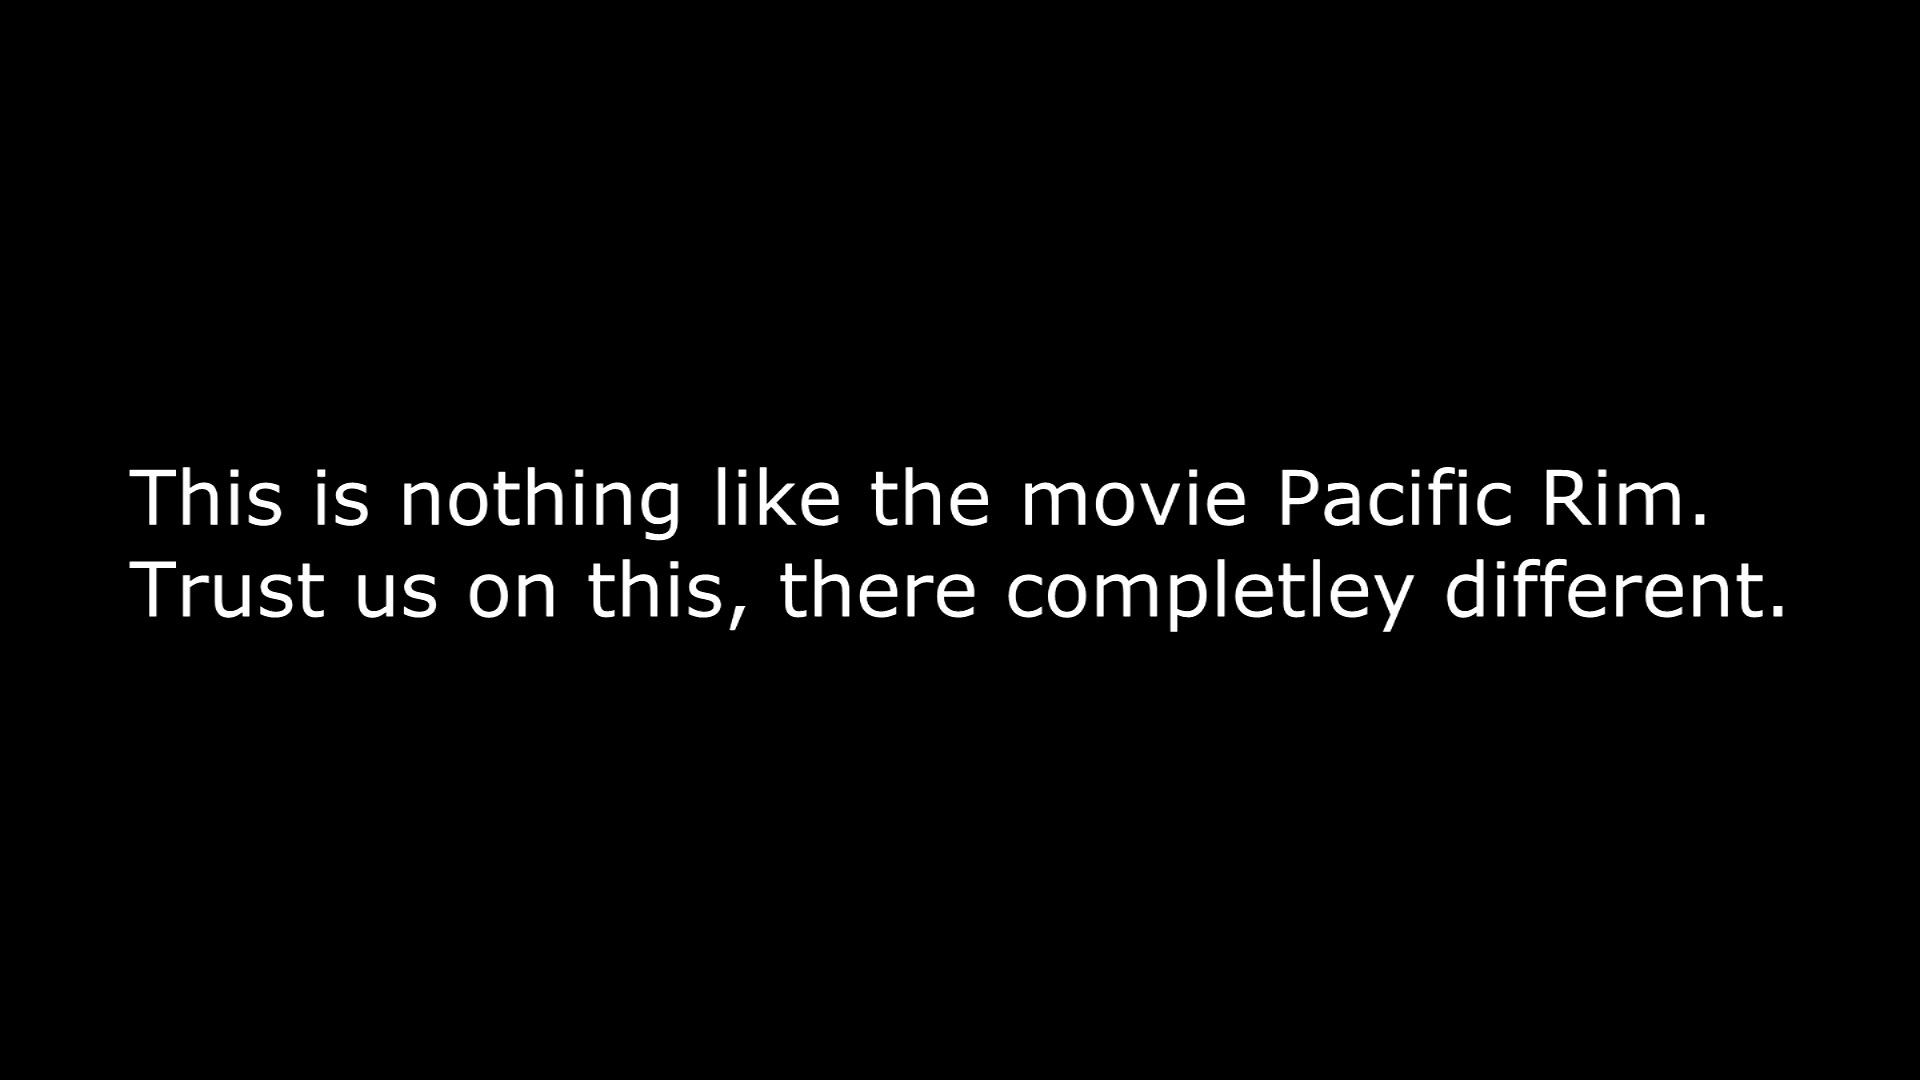 This is nothing like the movie Pacific Rim.
Trust us on this, there completley different.